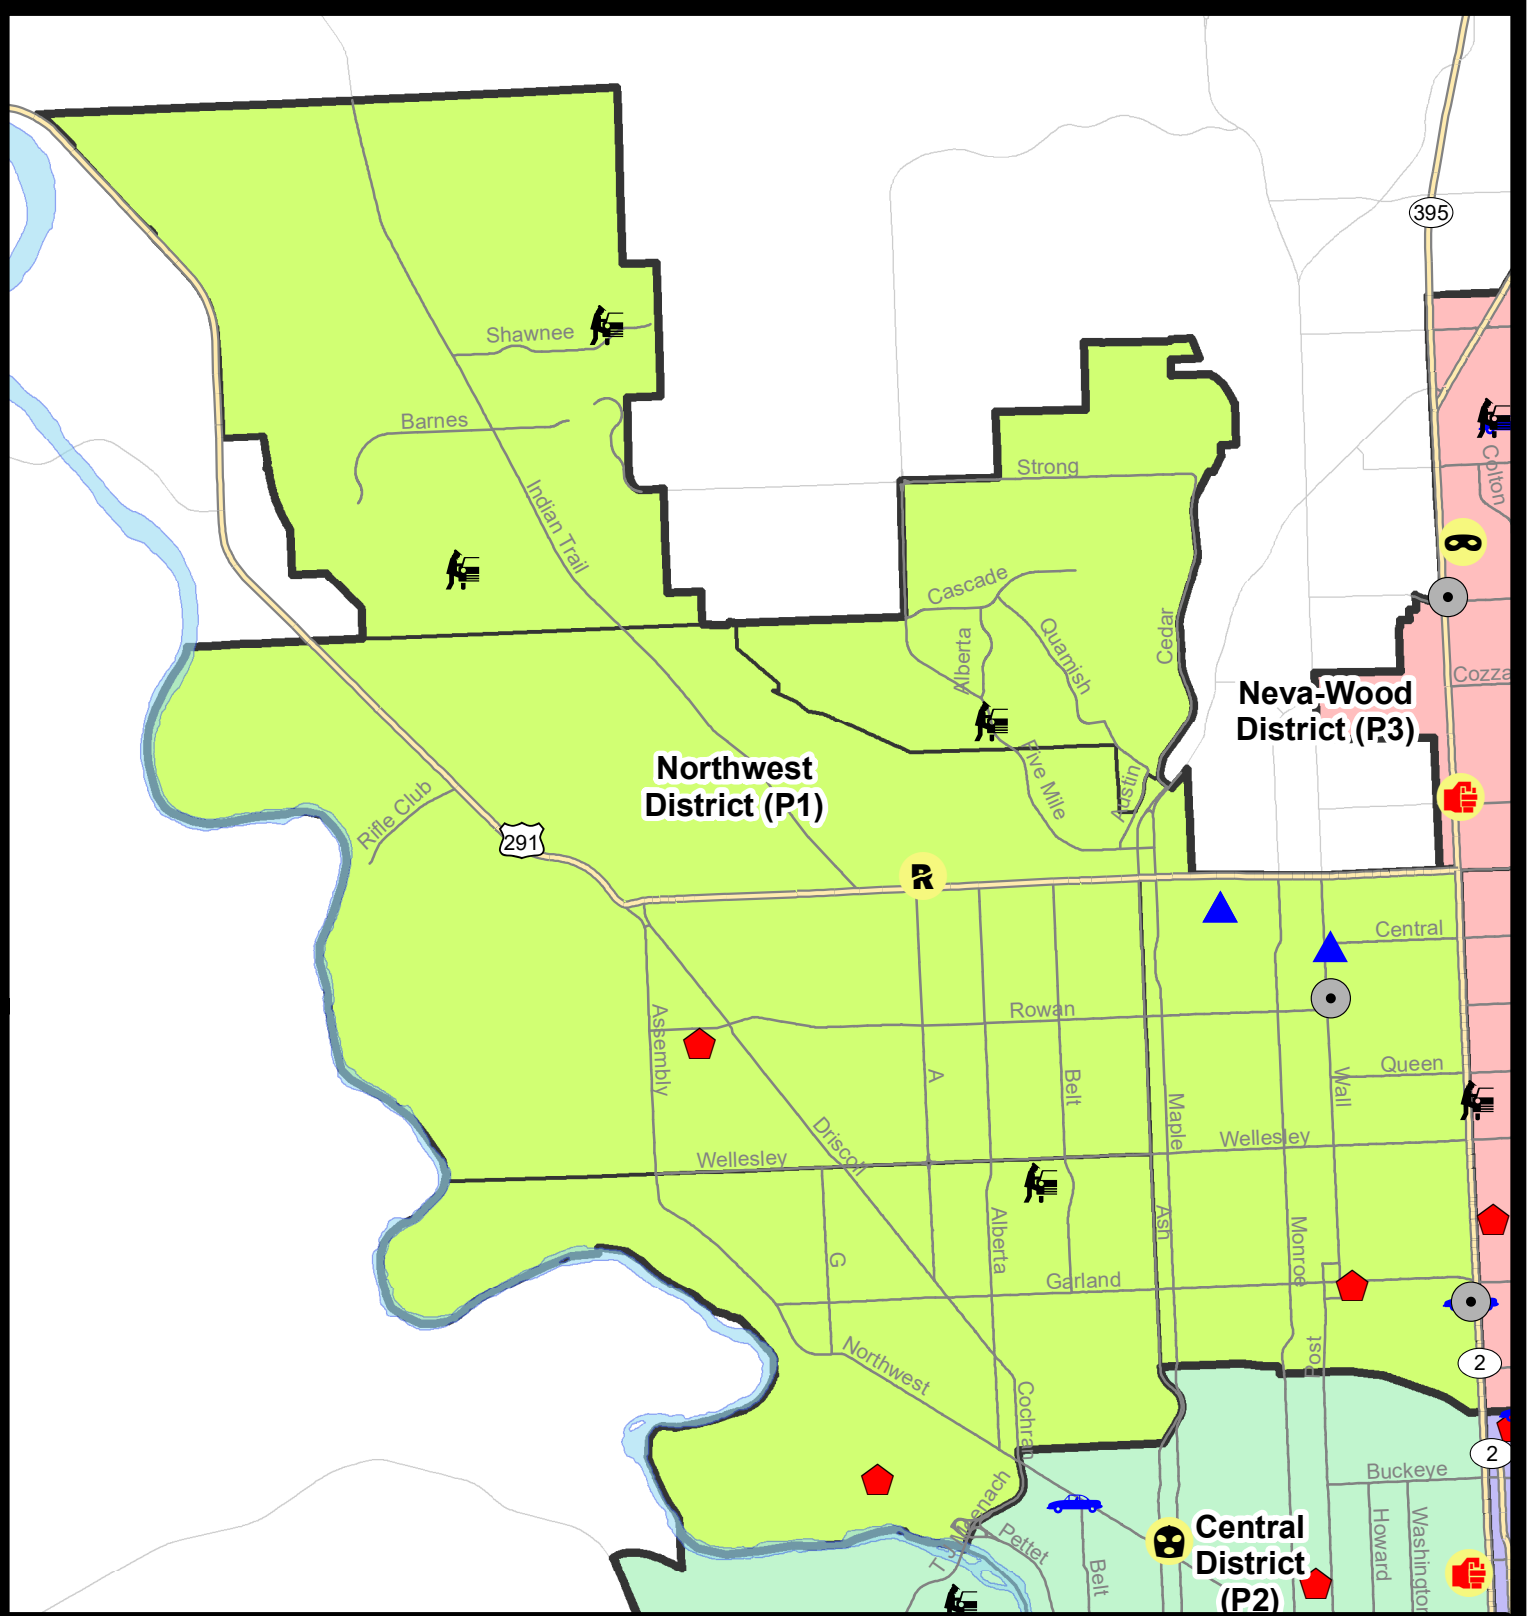 395
Shawnee
Barnes
Strong
Colton
Indian Trail
Cascade
Alberta
Quamish
Cedar
Cozza
Neva-Wood
District (P3)
Northwest
District (P1)
Five Mile
Austin
Rifle Club
291
R
Central
Rowan
Assembly
A
Belt
Queen
Wall
Maple
Driscoll
Wellesley
Wellesley
Alberta
Ash
Monroe
G
Garland
Post
Northwest
2
Cochran
2
Buckeye
T J Meenach
Pettet
Belt
Central
District
(P2)
Howard
Washington